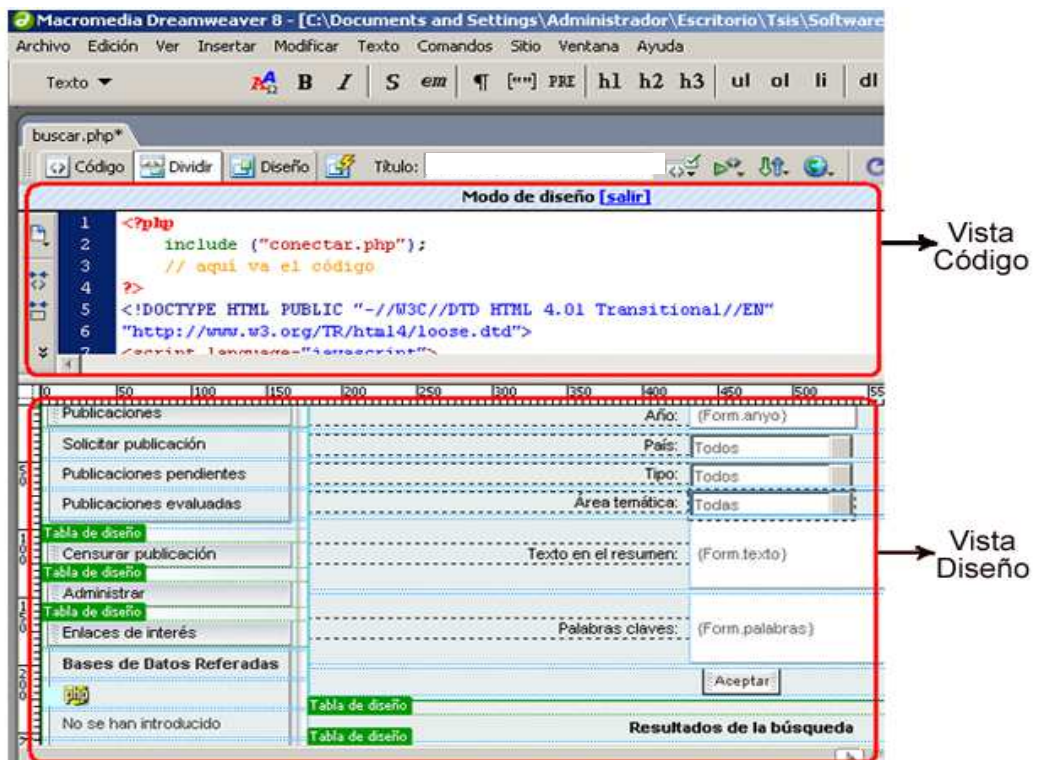 Macromedia Dreamweaver 8 - [C:\Documents and Settings\Administrador\Escritorio\Tsis\Software
Archivo Edición Ver Insertar Modificar Texto Comandos Sitio Ventana Ayuda
Texto B I S em ¶ [""] PRE h1 h2 h3 ul ol li dl
buscar.php*
Código Dividir Diseño Título:
Modo de diseño [salir]
1 <?php
2 include ("conectar.php");
3 // aquí va el código
4 ?>
5 <!DOCTYPE HTML PUBLIC "-//W3C//DTD HTML 4.01 Transitional//EN"
6 "http://www.w3.org/TR/html4/loose.dtd">
7 <script language="javascript">
Vista
Código
0 50 100 150 200 250 300 350 400 450 500 55
Publicaciones Año: {Form.anyo}
Solicitar publicación País: Todos
Publicaciones pendientes Tipo: Todos
Publicaciones evaluadas Área temática: Todas
Tabla de diseño
Censurar publicación Texto en el resumen: {Form.texto}
Tabla de diseño
Administrar
Tabla de diseño
Enlaces de interés Palabras claves: {Form.palabras}
Bases de Datos Referadas
Aceptar
php
Tabla de diseño
No se han introducido Resultados de la búsqueda
Tabla de diseño
Vista
Diseño